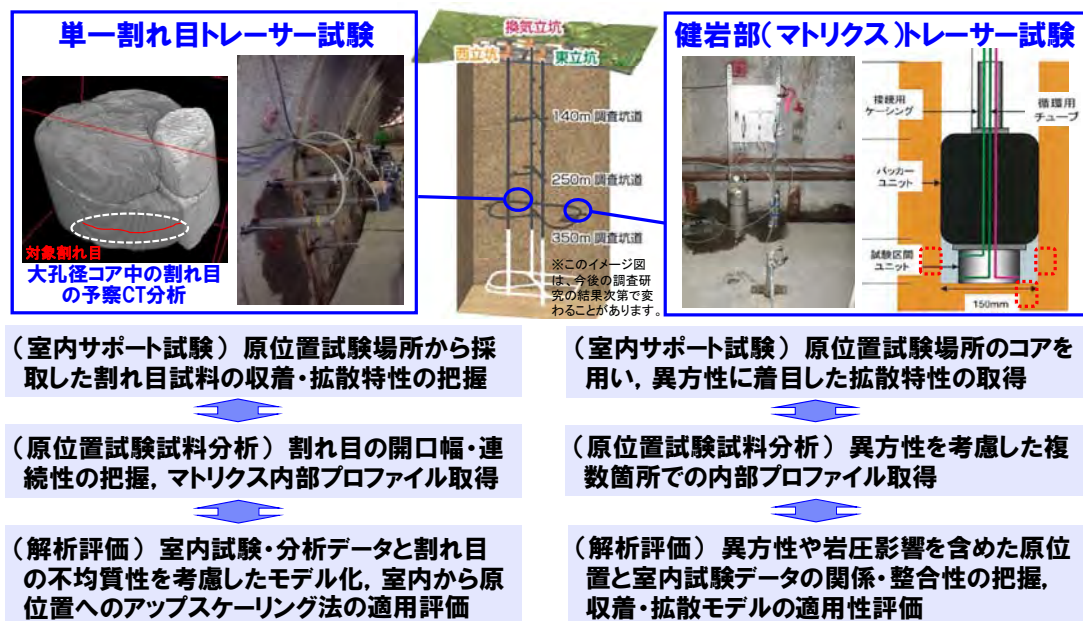 単一割れ目トレーサー試験
対象割れ目
大孔径コア中の割れ目
の予察CT分析
換気立坑
西立坑
東立坑
140m 調査坑道
250m 調査坑道
350m 調査坑道
※このイメージ図
は、今後の調査研
究の結果次第で変
わることがあります。
健岩部(マトリクス)トレーサー試験
接続用
ケーシング
循環用
チューブ
パッカー
ユニット
試験区間
ユニット
150mm
(室内サポート試験) 原位置試験場所から採
取した割れ目試料の収着・拡散特性の把握
(原位置試験試料分析) 割れ目の開口幅・連
続性の把握, マトリクス内部プロファイル取得
(解析評価) 室内試験・分析データと割れ目
の不均質性を考慮したモデル化, 室内から原
位置へのアップスケーリング法の適用評価
(室内サポート試験) 原位置試験場所のコアを
用い, 異方性に着目した拡散特性の取得
(原位置試験試料分析) 異方性を考慮した複
数箇所での内部プロファイル取得
(解析評価) 異方性や岩圧影響を含めた原位
置と室内試験データの関係・整合性の把握,
収着・拡散モデルの適用性評価